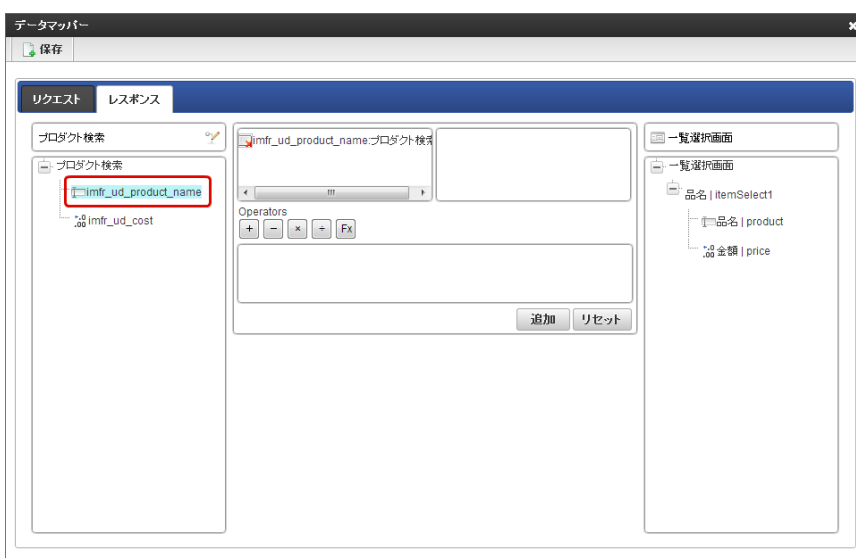 データマッパー
保存
リクエスト レスポンス
プロダクト検索
プロダクト検索
imfr_ud_product_name
imfr_ud_cost
imfr_ud_product_name:プロダクト検索
Operators
+ − × ÷ Fx
追加 リセット
一覧選択画面
一覧選択画面
品名 | itemSelect1
品名 | product
金額 | price